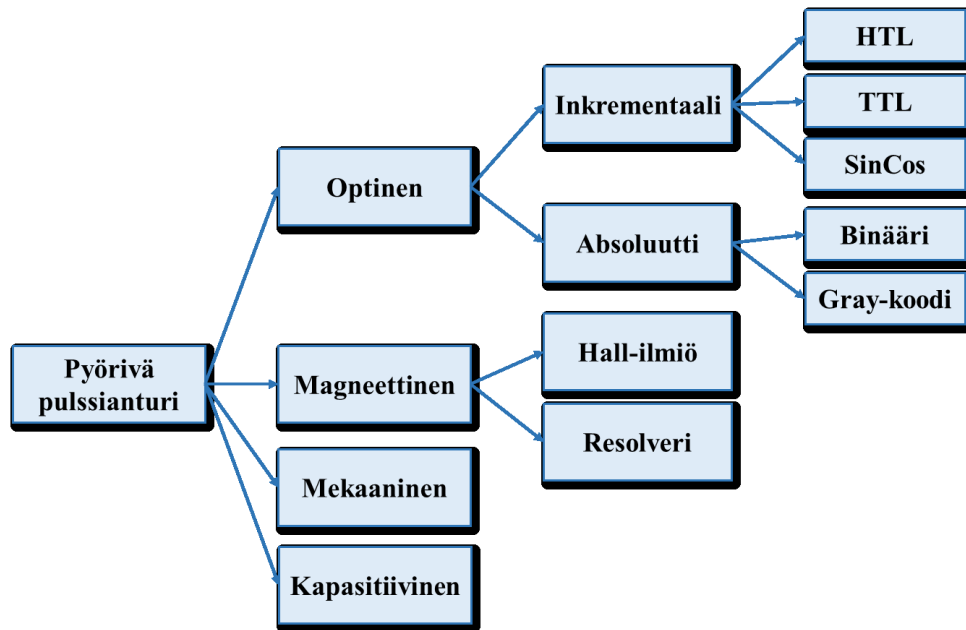 Pyörivä
pulssianturi
Optinen
Magneettinen
Mekaaninen
Kapasitiivinen
Inkrementaali
Absoluutti
Hall-ilmiö
Resolveri
HTL
TTL
SinCos
Binääri
Gray-koodi